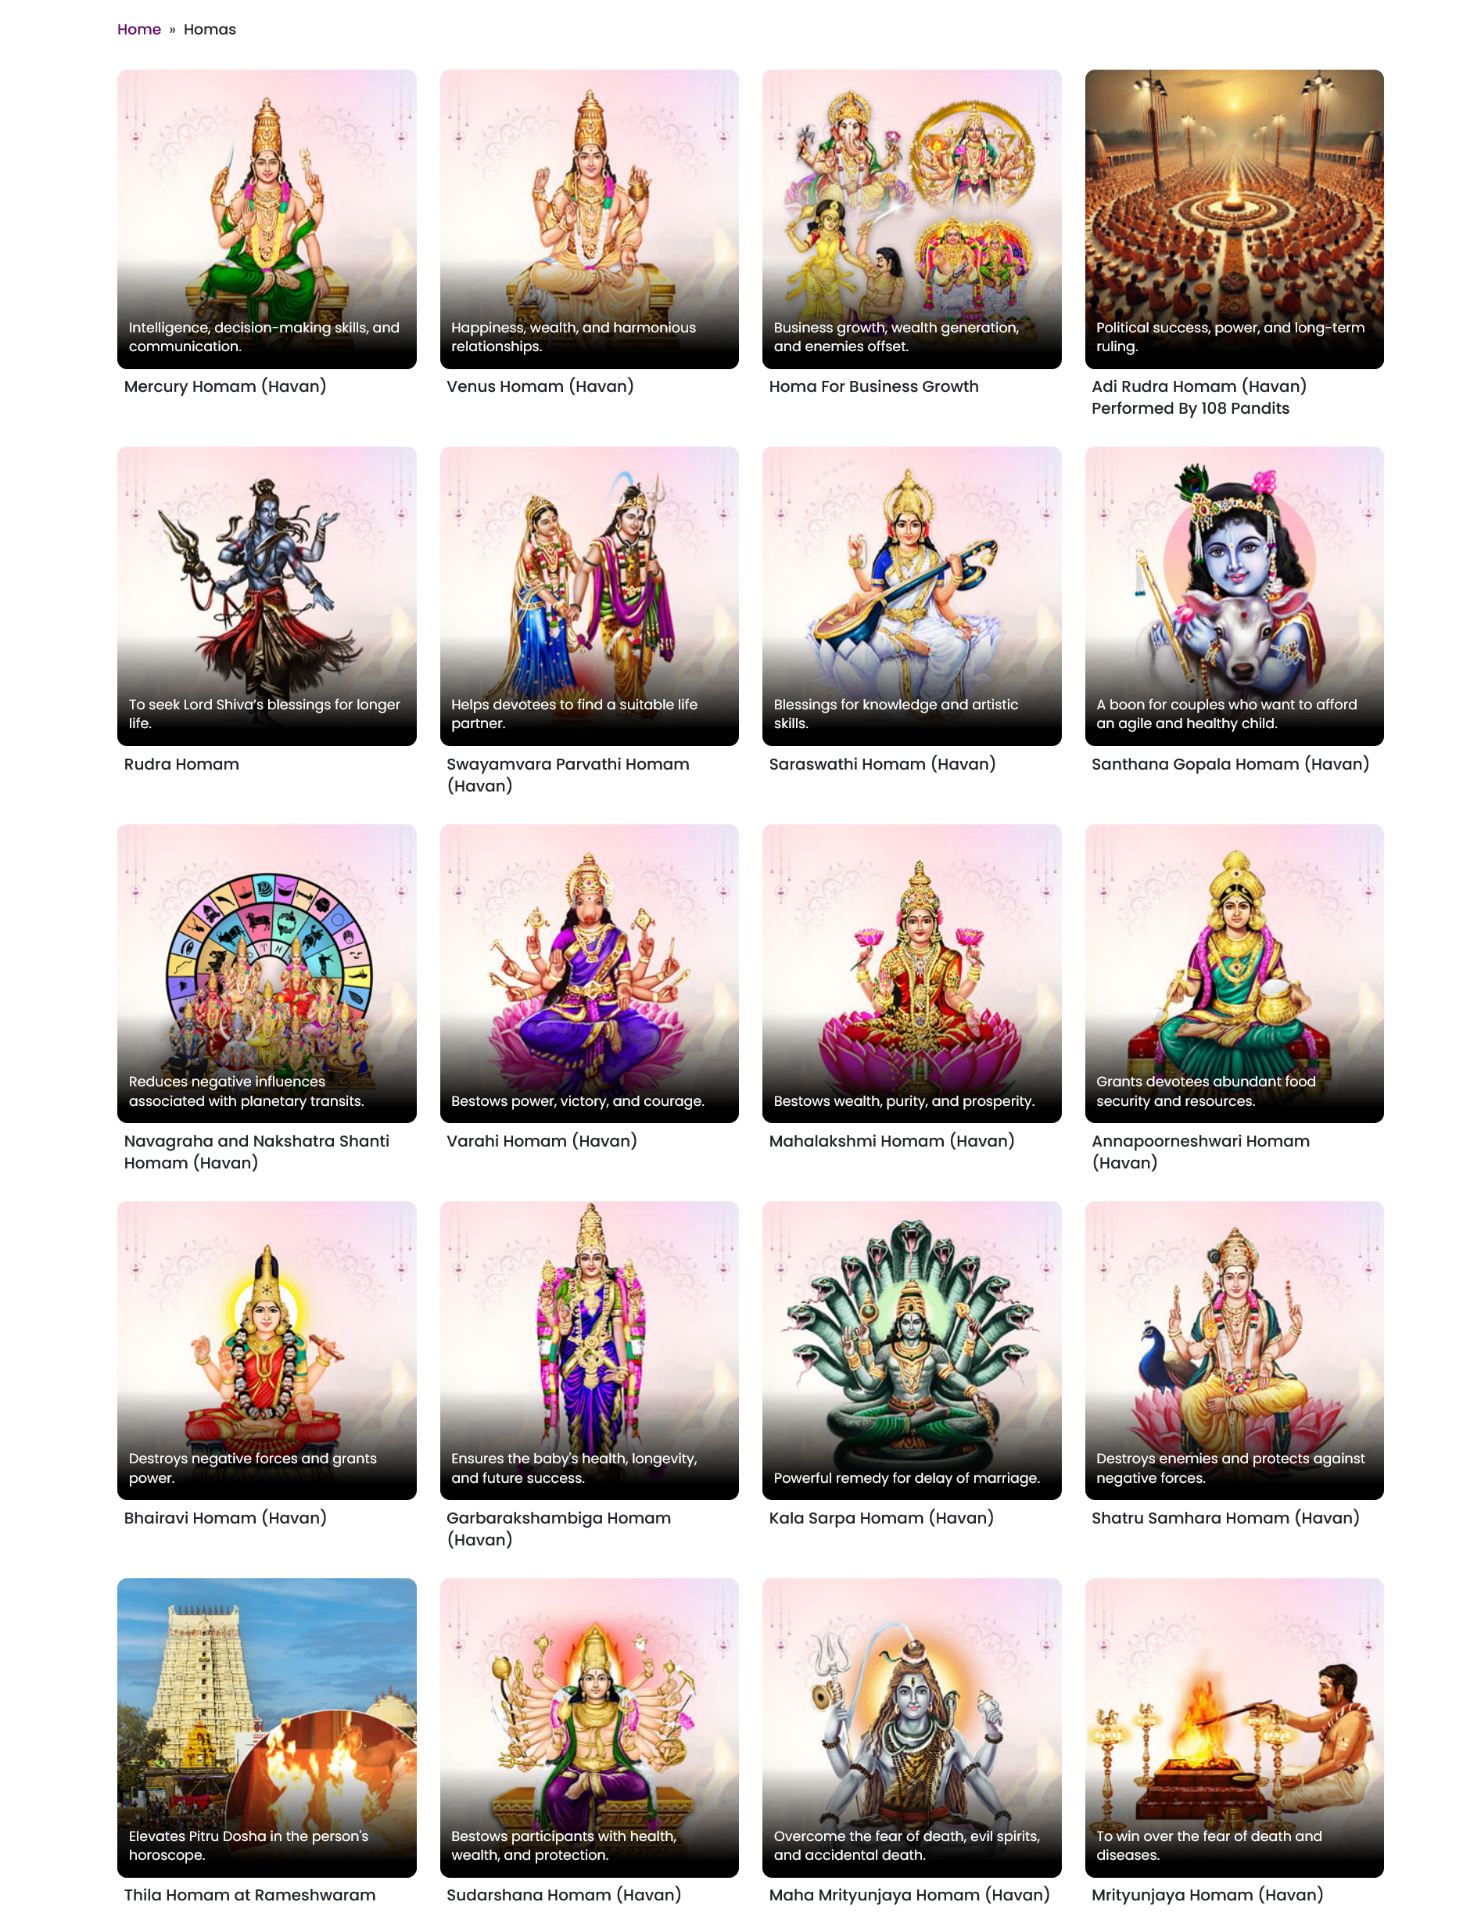 Home » Homas
Intelligence, decision-making skills, and
communication.
Mercury Homam (Havan)
Happiness, wealth, and harmonious
relationships.
Venus Homam (Havan)
Business growth, wealth generation,
and enemies offset.
Homa For Business Growth
Political success, power, and long-term
ruling.
Adi Rudra Homam (Havan)
Performed By 108 Pandits
To seek Lord Shiva's blessings for longer
life.
Rudra Homam
Helps devotees to find a suitable life
partner.
Swayamvara Parvathi Homam
(Havan)
Blessings for knowledge and artistic
skills.
Saraswathi Homam (Havan)
A boon for couples who want to afford
an agile and healthy child.
Santhana Gopala Homam (Havan)
Reduces negative influences
associated with planetary transits.
Navagraha and Nakshatra Shanti
Homam (Havan)
Bestows power, victory, and courage.
Varahi Homam (Havan)
Bestows wealth, purity, and prosperity.
Mahalakshmi Homam (Havan)
Grants devotees abundant food
security and resources.
Annapoorneshwari Homam
(Havan)
Destroys negative forces and grants
power.
Bhairavi Homam (Havan)
Ensures the baby's health, longevity,
and future success.
Garbarakshambiga Homam
(Havan)
Powerful remedy for delay of marriage.
Kala Sarpa Homam (Havan)
Destroys enemies and protects against
negative forces.
Shatru Samhara Homam (Havan)
Elevates Pitru Dosha in the person's
horoscope.
Thila Homam at Rameshwaram
Bestows participants with health,
wealth, and protection.
Sudarshana Homam (Havan)
Overcome the fear of death, evil spirits,
and accidental death.
Maha Mrityunjaya Homam (Havan)
To win over the fear of death and
diseases.
Mrityunjaya Homam (Havan)